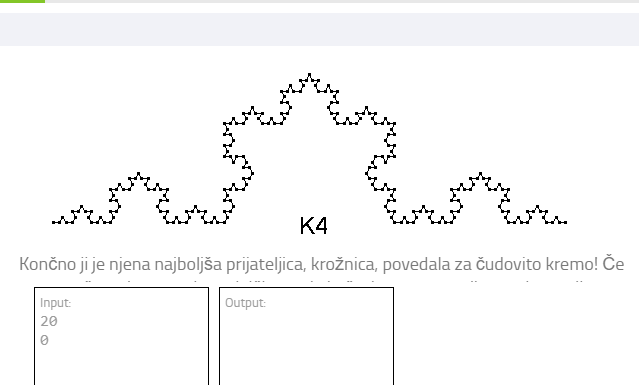 K4
Končno ji je njena najboljša prijateljica, krožnica, povedala za čudovito kremo! Če
Input:
Output:
20
0